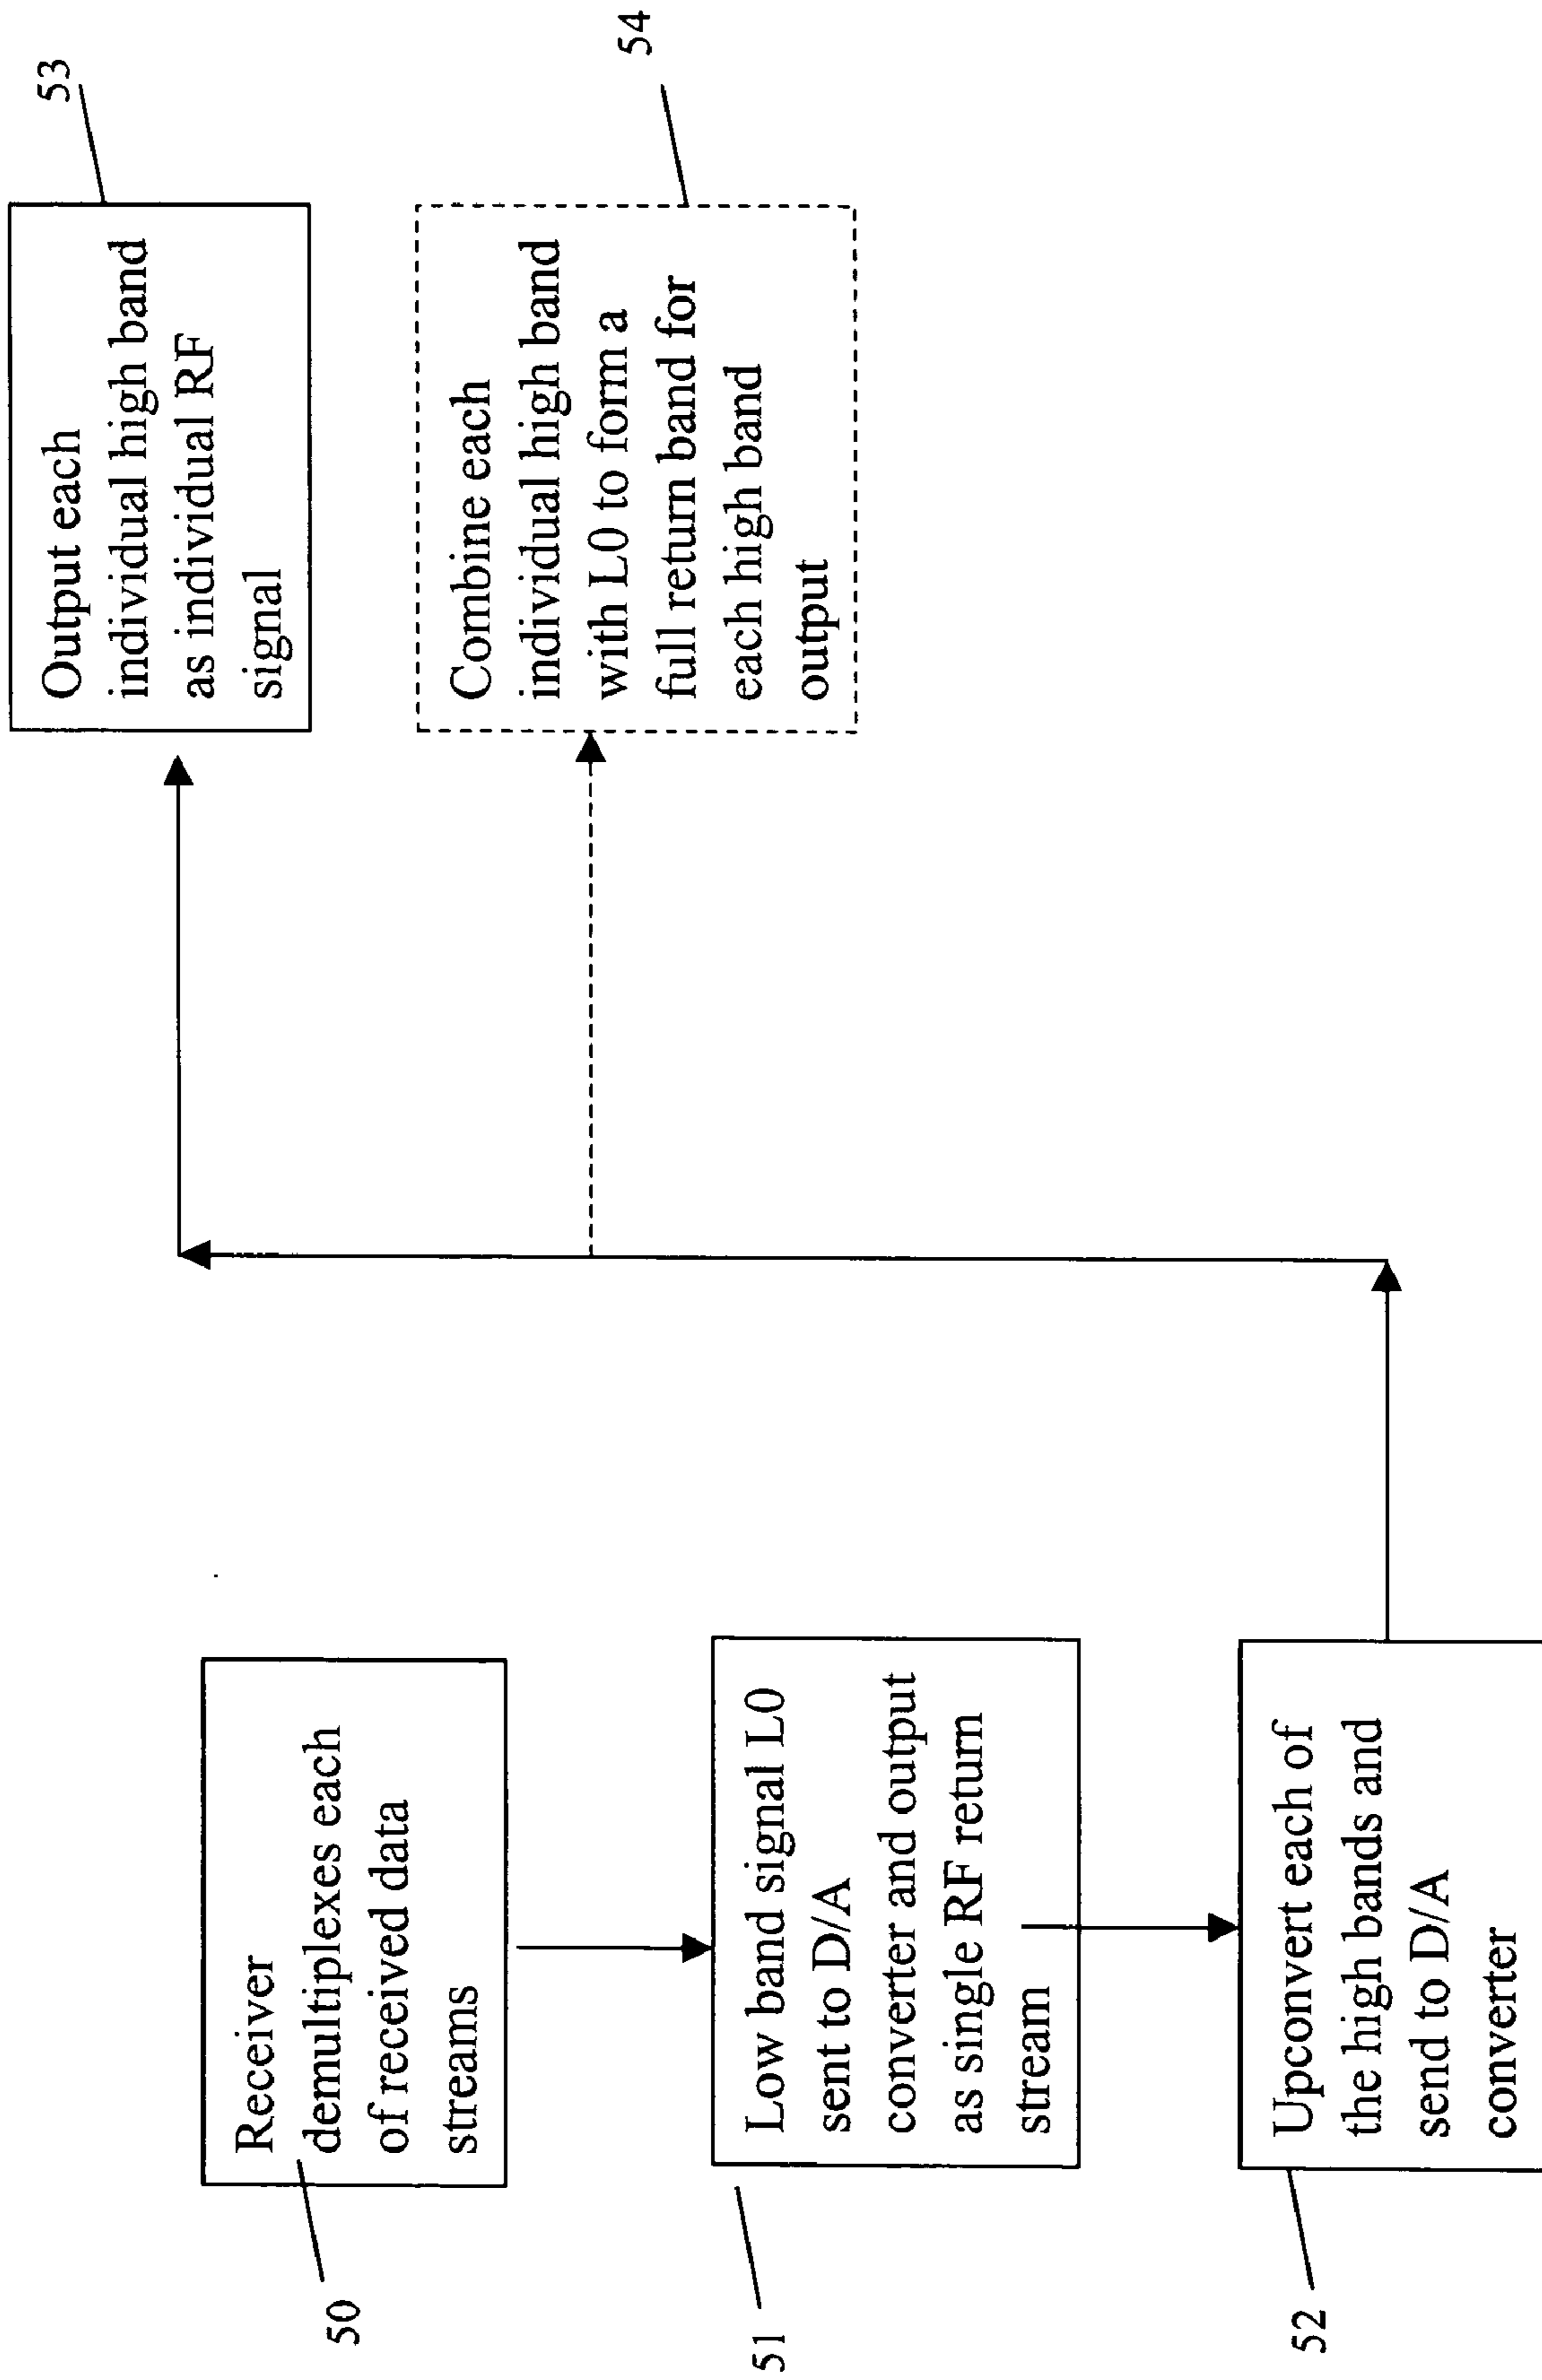 50
Receiver
demultiplexes each
of received data
streams
51
Low band signal L0
sent to D/A
converter and output
as single RF return
stream
52
Upconvert each of
the high bands and
send to D/A
converter
53
Output each
individual high band
as individual RF
signal
54
Combine each
individual high band
with L0 to form a
full return band for
each high band
output